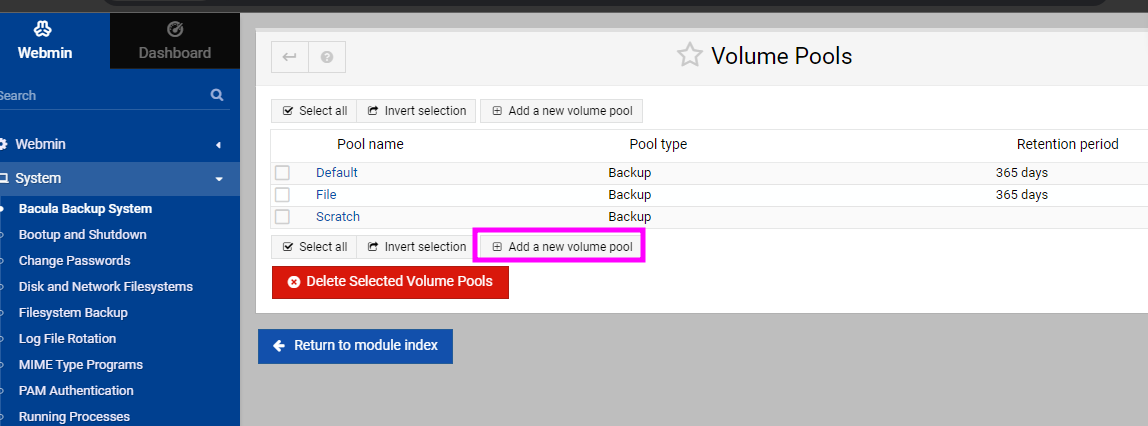 Webmin
Dashboard
Search
Webmin
System
Bacula Backup System
Bootup and Shutdown
Change Passwords
Disk and Network Filesystems
Filesystem Backup
Log File Rotation
MIME Type Programs
PAM Authentication
Running Processes
Volume Pools
Select all Invert selection Add a new volume pool
Pool name Pool type Retention period
Default Backup 365 days
File Backup 365 days
Scratch Backup
Select all Invert selection Add a new volume pool
Delete Selected Volume Pools
Return to module index